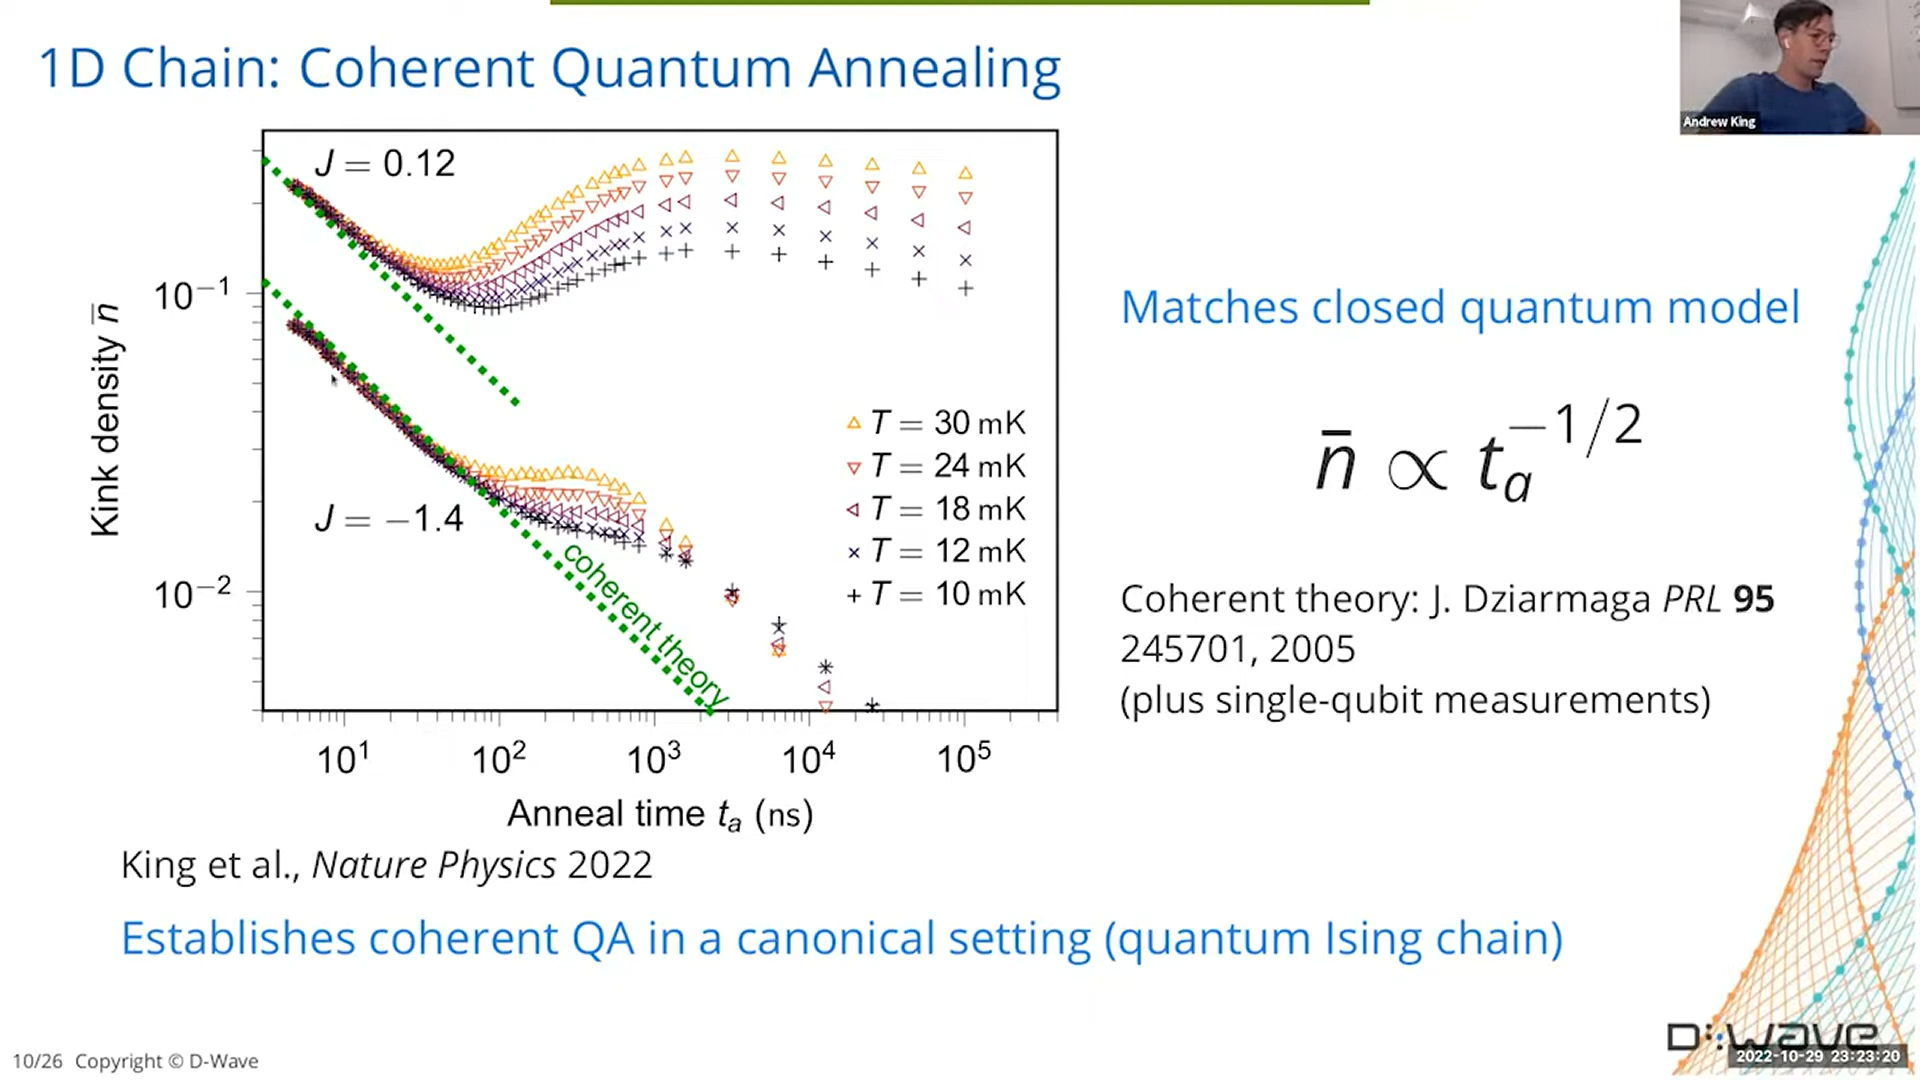 1D Chain: Coherent Quantum Annealing
Andrew King
J = 0.12
J = −1.4
coherent theory
T = 30 mK
T = 24 mK
T = 18 mK
T = 12 mK
T = 10 mK
Kink density n̄
10⁻¹
10⁻²
10¹ 10² 10³ 10⁴ 10⁵
Anneal time tₐ (ns)
King et al., Nature Physics 2022
Matches closed quantum model
n̄ ∝ tₐ^−1/2
Coherent theory: J. Dziarmaga PRL 95
245701, 2005
(plus single-qubit measurements)
Establishes coherent QA in a canonical setting (quantum Ising chain)
10/26 Copyright © D-Wave
D:wave
2022-10-29 23:23:20